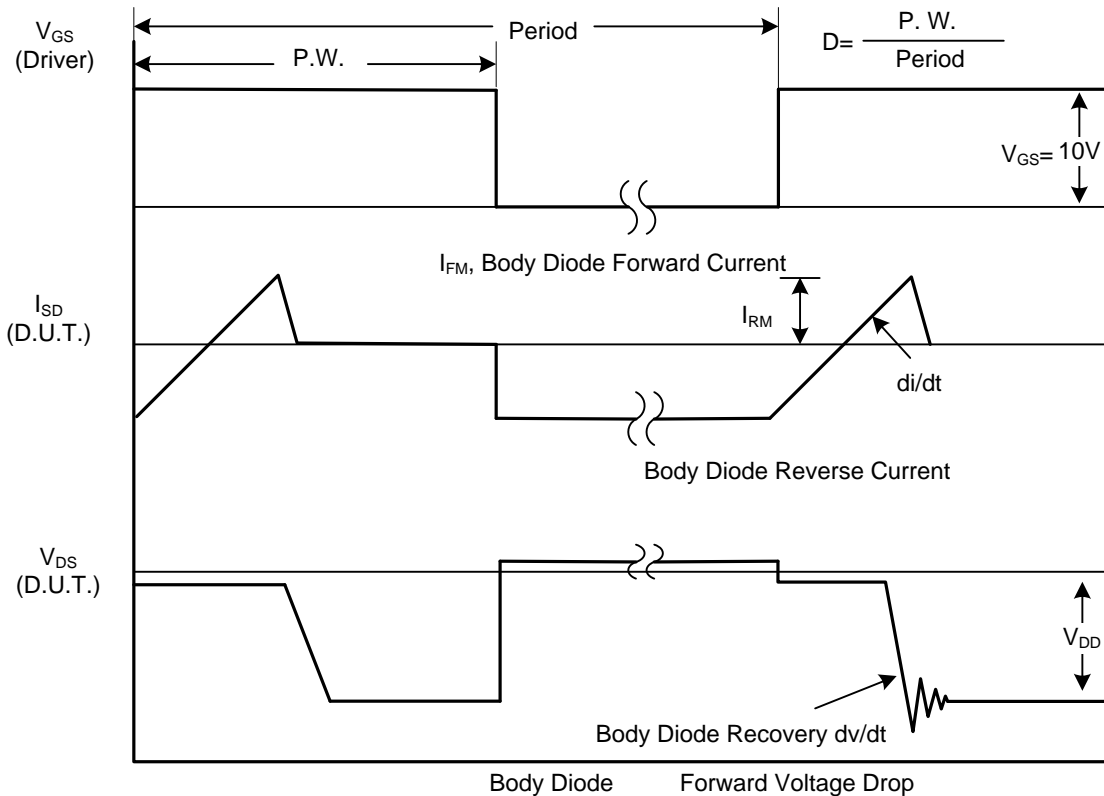 V_GS
(Driver)
Period
P.W.
D= P. W.
Period
V_GS= 10V
I_FM, Body Diode Forward Current
I_SD
(D.U.T.)
I_RM
di/dt
Body Diode Reverse Current
V_DS
(D.U.T.)
V_DD
Body Diode Recovery dv/dt
Body Diode Forward Voltage Drop